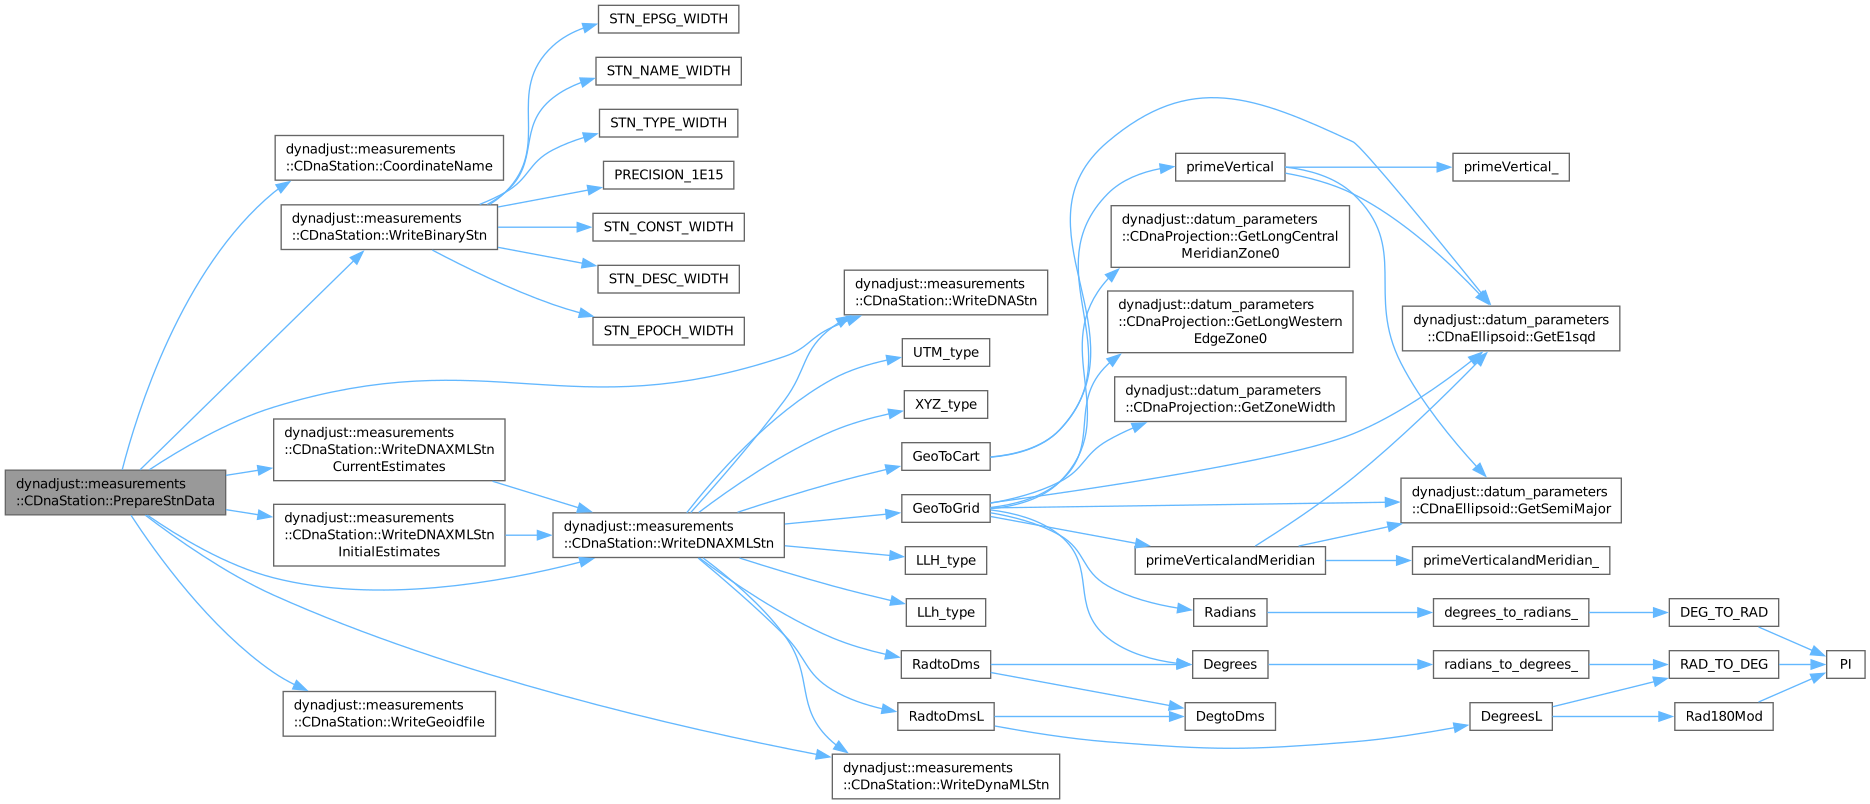 dynadjust::measurements
::CDnaStation::PrepareStnData
dynadjust::measurements
::CDnaStation::CoordinateName
dynadjust::measurements
::CDnaStation::WriteBinaryStn
dynadjust::measurements
::CDnaStation::WriteDNAXMLStn
CurrentEstimates
dynadjust::measurements
::CDnaStation::WriteDNAXMLStn
InitialEstimates
dynadjust::measurements
::CDnaStation::WriteGeoidfile
STN_EPSG_WIDTH
STN_NAME_WIDTH
STN_TYPE_WIDTH
PRECISION_1E15
STN_CONST_WIDTH
STN_DESC_WIDTH
STN_EPOCH_WIDTH
dynadjust::measurements
::CDnaStation::WriteDNAXMLStn
dynadjust::measurements
::CDnaStation::WriteDNAStn
UTM_type
XYZ_type
GeoToCart
GeoToGrid
LLH_type
LLh_type
RadtoDms
RadtoDmsL
dynadjust::measurements
::CDnaStation::WriteDynaMLStn
primeVertical
dynadjust::datum_parameters
::CDnaProjection::GetLongCentral
MeridianZone0
dynadjust::datum_parameters
::CDnaProjection::GetLongWestern
EdgeZone0
dynadjust::datum_parameters
::CDnaProjection::GetZoneWidth
primeVerticalandMeridian
Radians
Degrees
DegtoDms
primeVertical_
dynadjust::datum_parameters
::CDnaEllipsoid::GetE1sqd
dynadjust::datum_parameters
::CDnaEllipsoid::GetSemiMajor
primeVerticalandMeridian_
degrees_to_radians_
radians_to_degrees_
DegreesL
DEG_TO_RAD
RAD_TO_DEG
Rad180Mod
PI